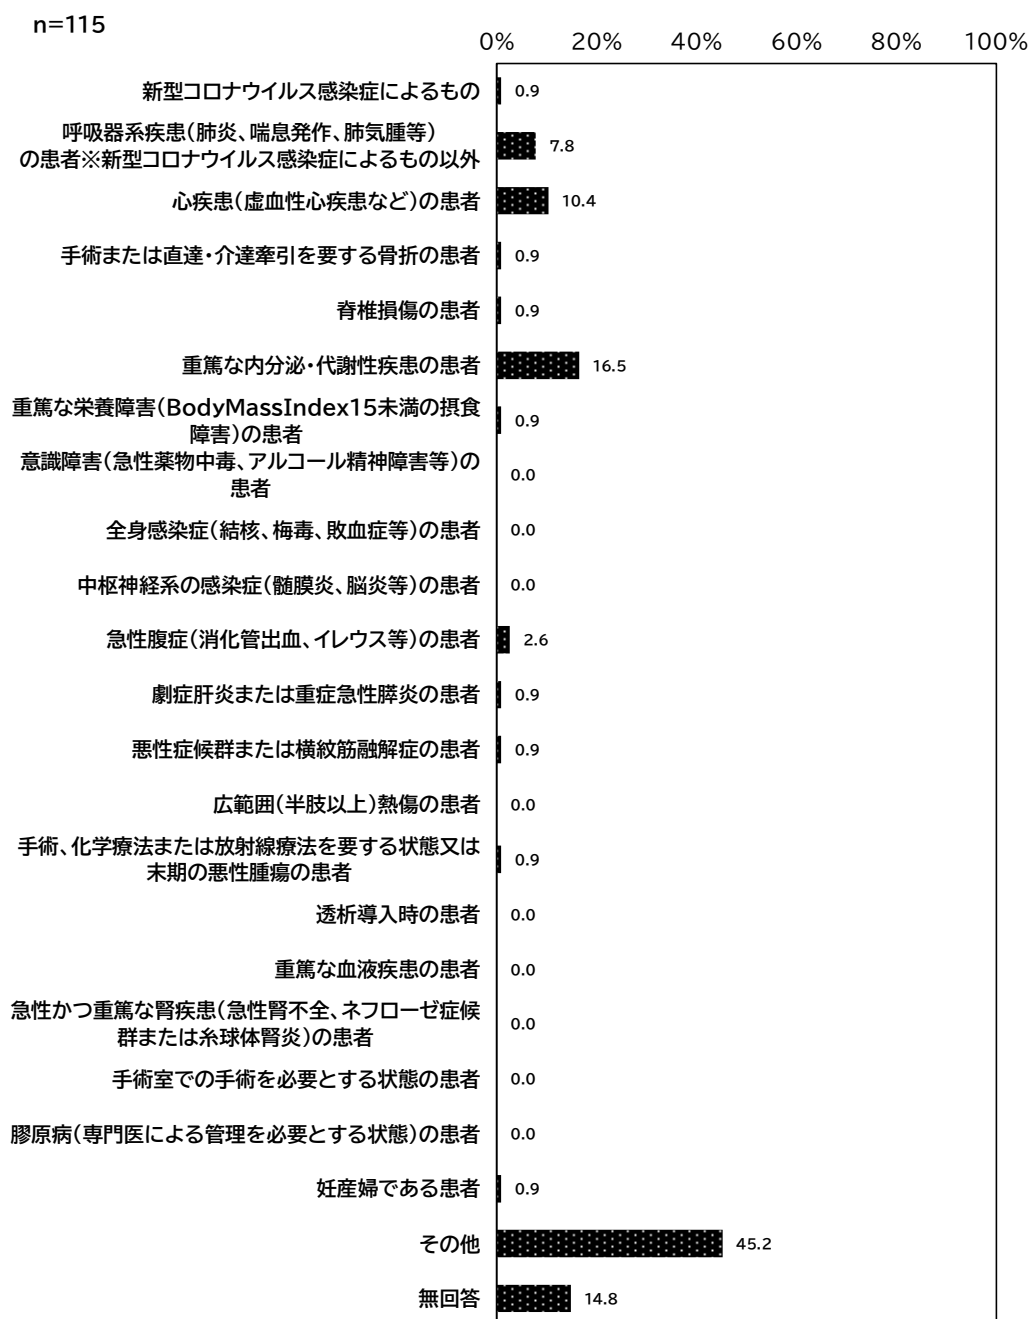 n=115
0% 20% 40% 60% 80% 100%
新型コロナウイルス感染症によるもの 0.9
呼吸器系疾患(肺炎、喘息発作、肺気腫等)
の患者※新型コロナウイルス感染症によるもの以外 7.8
心疾患(虚血性心疾患など)の患者 10.4
手術または直達・介達牽引を要する骨折の患者 0.9
脊椎損傷の患者 0.9
重篤な内分泌・代謝性疾患の患者 16.5
重篤な栄養障害(BodyMassIndex15未満の摂食
障害)の患者 0.9
意識障害(急性薬物中毒、アルコール精神障害等)の
患者 0.0
全身感染症(結核、梅毒、敗血症等)の患者 0.0
中枢神経系の感染症(髄膜炎、脳炎等)の患者 0.0
急性腹症(消化管出血、イレウス等)の患者 2.6
劇症肝炎または重症急性膵炎の患者 0.9
悪性症候群または横紋筋融解症の患者 0.9
広範囲(半肢以上)熱傷の患者 0.0
手術、化学療法または放射線療法を要する状態又は
末期の悪性腫瘍の患者 0.9
透析導入時の患者 0.0
重篤な血液疾患の患者 0.0
急性かつ重篤な腎疾患(急性腎不全、ネフローゼ症候
群または糸球体腎炎)の患者 0.0
手術室での手術を必要とする状態の患者 0.0
膠原病(専門医による管理を必要とする状態)の患者 0.0
妊産婦である患者 0.9
その他 45.2
無回答 14.8